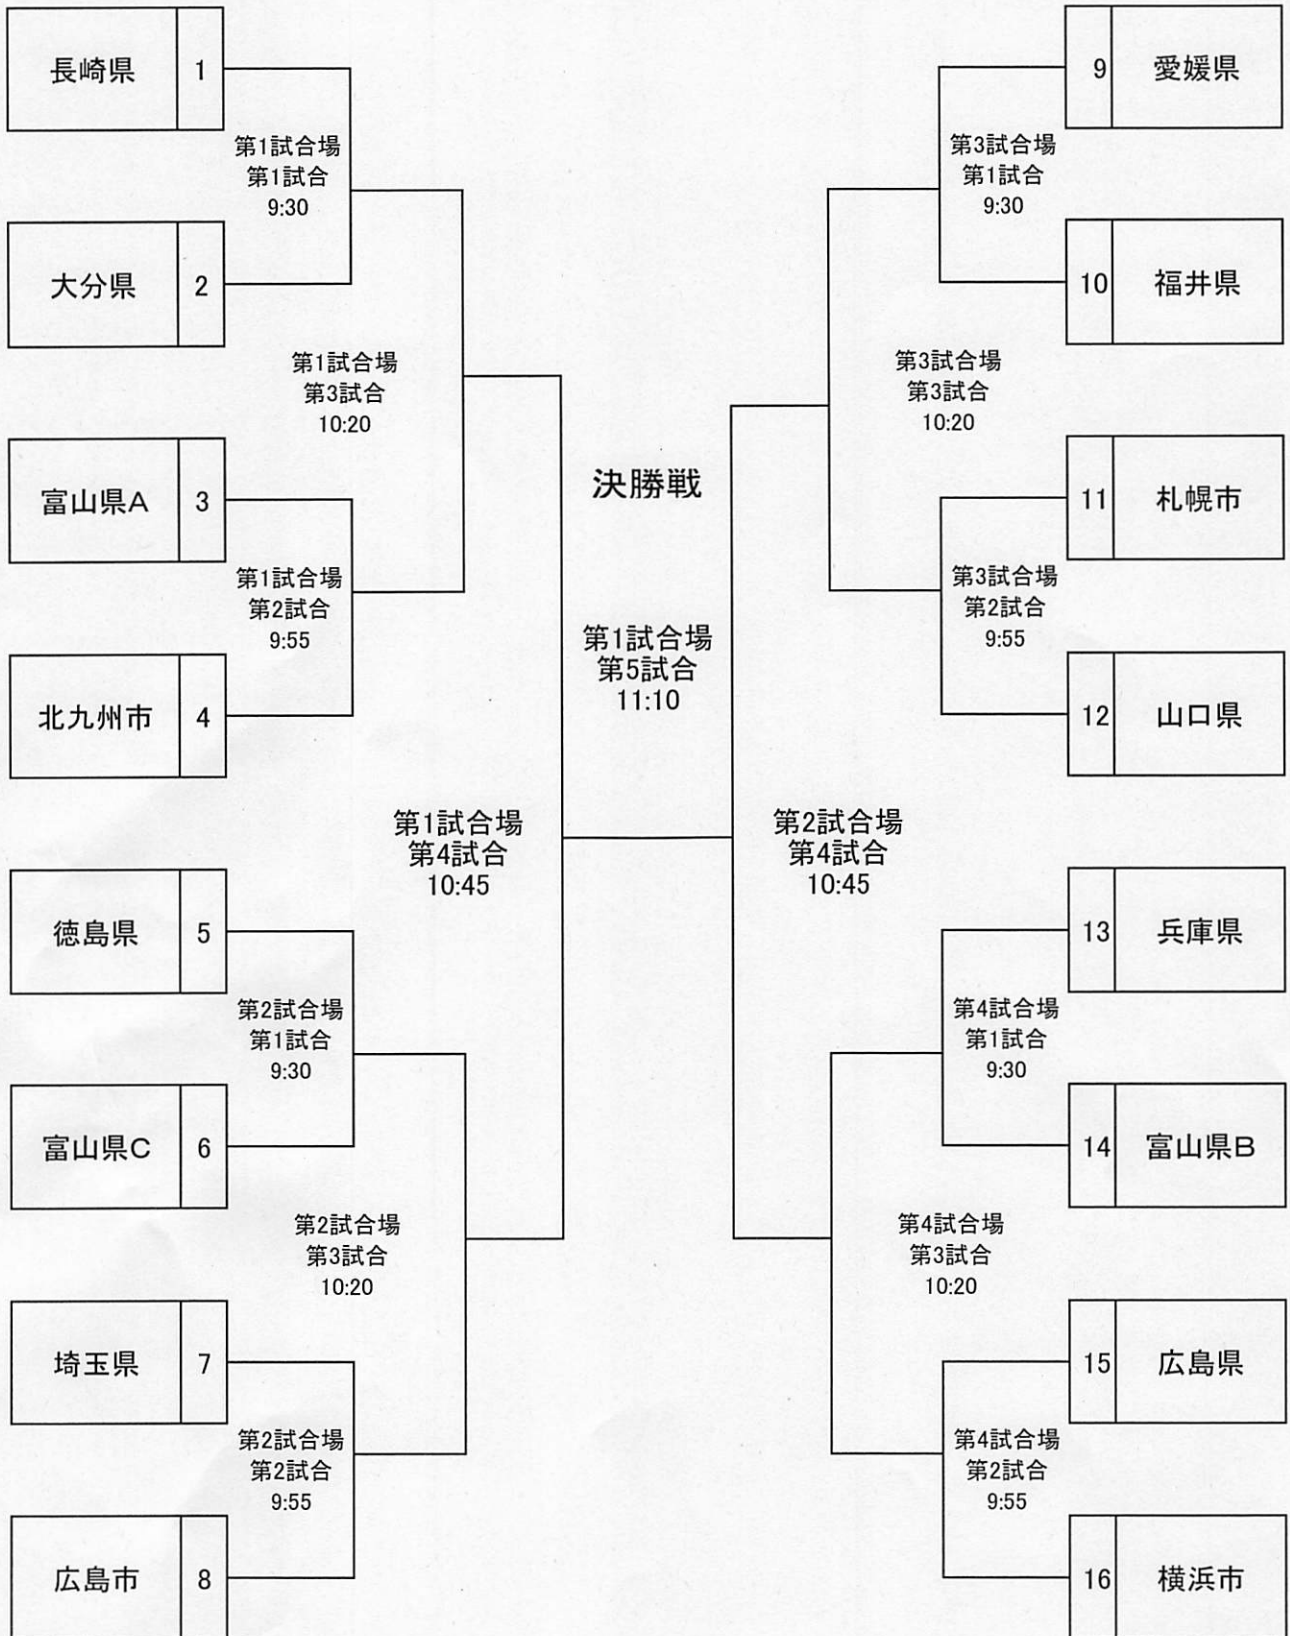 長崎県 1
第1試合場
第1試合
9:30
大分県 2
第1試合場
第3試合
10:20
富山県A 3
第1試合場
第2試合
9:55
北九州市 4
第1試合場
第4試合
10:45
徳島県 5
第2試合場
第1試合
9:30
富山県C 6
第2試合場
第3試合
10:20
埼玉県 7
第2試合場
第2試合
9:55
広島市 8
決勝戦
第1試合場
第5試合
11:10
9 愛媛県
第3試合場
第1試合
9:30
10 福井県
第3試合場
第3試合
10:20
11 札幌市
第3試合場
第2試合
9:55
12 山口県
第2試合場
第4試合
10:45
13 兵庫県
第4試合場
第1試合
9:30
14 富山県B
第4試合場
第3試合
10:20
15 広島県
第4試合場
第2試合
9:55
16 横浜市